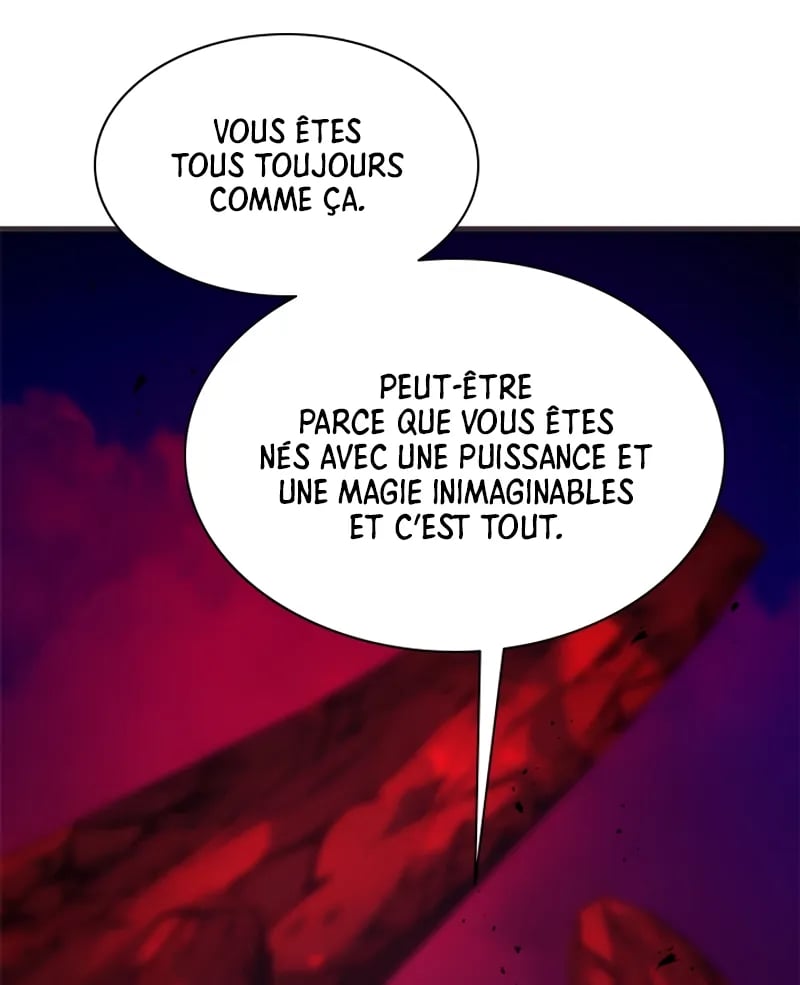 VOUS ÊTES
TOUS TOUJOURS
COMME ÇA.
PEUT-ÊTRE
PARCE QUE VOUS ÊTES
NÉS AVEC UNE PUISSANCE ET
UNE MAGIE INIMAGINABLES
ET C'EST TOUT.